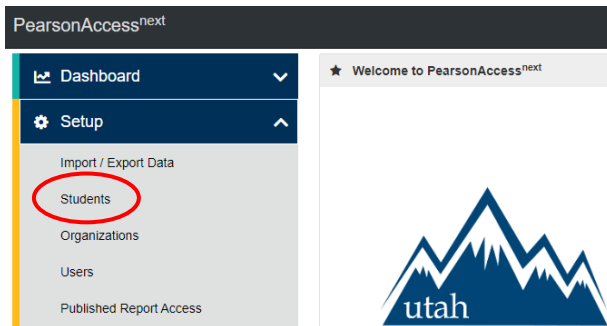 PearsonAccessnext
Dashboard
Setup
Import / Export Data
Students
Organizations
Users
Published Report Access
Welcome to PearsonAccessnext
utah